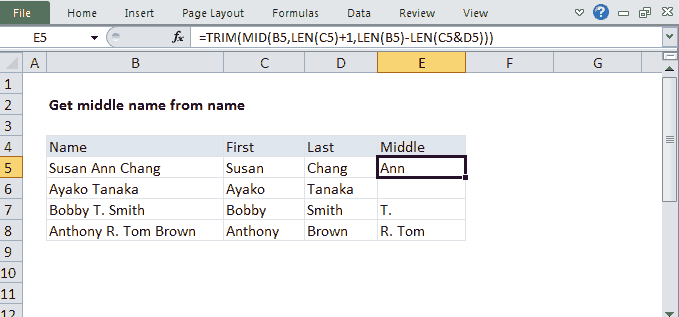 File Home Insert Page Layout Formulas Data Review View
E5 fx =TRIM(MID(B5,LEN(C5)+1,LEN(B5)-LEN(C5&D5)))
A B C D E F G
1
2 Get middle name from name
3
4 Name First Last Middle
5 Susan Ann Chang Susan Chang Ann
6 Ayako Tanaka Ayako Tanaka
7 Bobby T. Smith Bobby Smith T.
8 Anthony R. Tom Brown Anthony Brown R. Tom
9
10
11
12